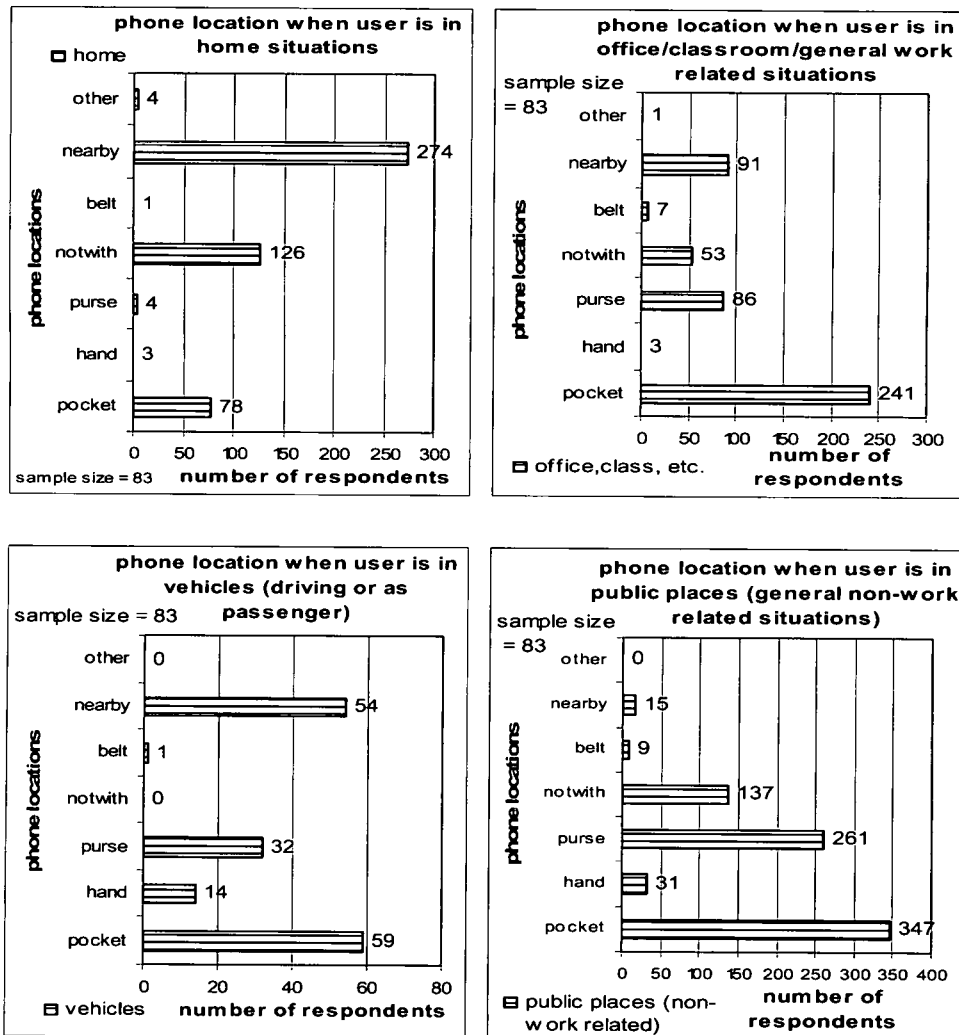 phone location when user is in
home situations
home
phone locations
other 4
nearby 274
belt 1
notwith 126
purse 4
hand 3
pocket 78
0 50 100 150 200 250 300
sample size = 83 number of respondents
phone location when user is in
office/classroom/general work
related situations
sample size
= 83
phone locations
other 1
nearby 91
belt 7
notwith 53
purse 86
hand 3
pocket 241
0 50 100 150 200 250 300
office,class, etc. number of
respondents
phone location when user is in
vehicles (driving or as
passenger)
sample size = 83
phone locations
other 0
nearby 54
belt 1
notwith 0
purse 32
hand 14
pocket 59
0 20 40 60 80
vehicles number of respondents
phone location when user is in
public places (general non-work
related situations)
sample size
= 83
phone locations
other 0
nearby 15
belt 9
notwith 137
purse 261
hand 31
pocket 347
0 50 100 150 200 250 300 350 400
public places (non-
work related) number of
respondents